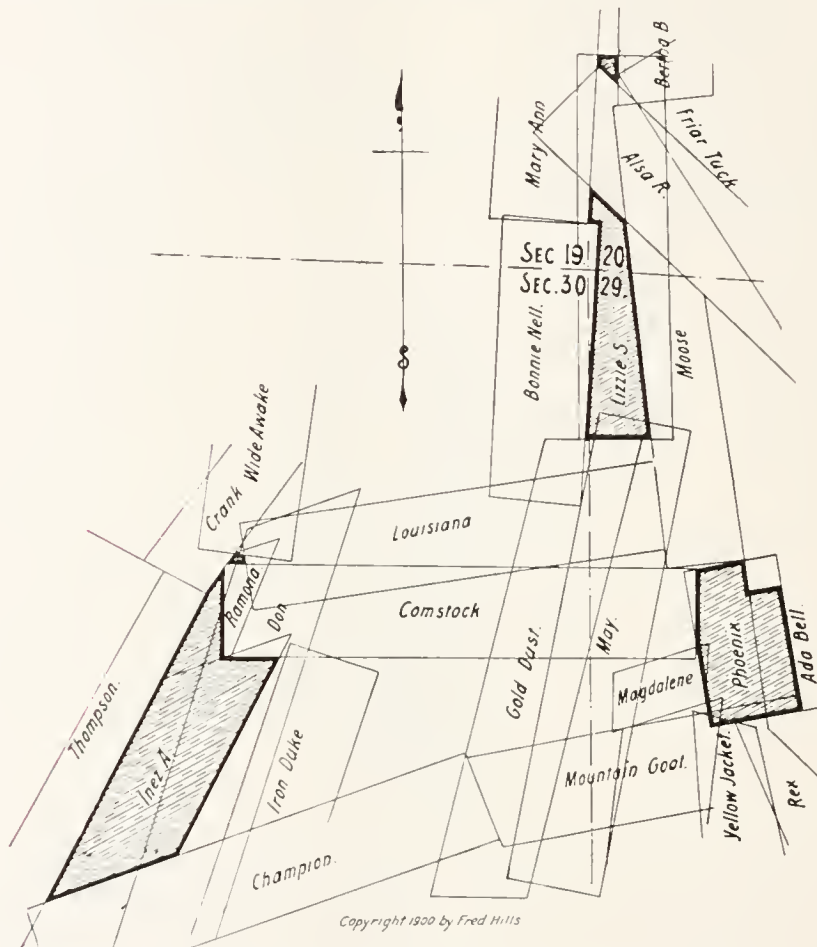 Bertha B
Friar Tuck
Mary Ann
Alsa R.
SEC 19 20
SEC. 30 29.
Bonnie Nell.
Lizzie S.
Moose
S
Crank
Wide Awake
Louisiana
Ramona
Don
Comstock
Gold Dust.
May.
Magdalene
Phoenix
Ada Bell.
Thompson.
Inez A.
Iron Duke
Mountain Goat.
Yellow Jacket.
Rex
Champion.
Copyright 1900 by Fred Hills